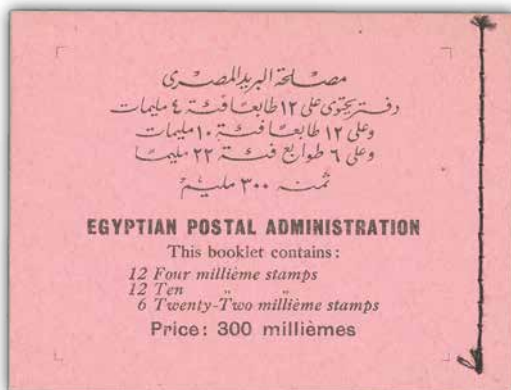 مصلحة البريد المصرى
دفتر يحتوى على ١٢ طابعا فئة ٤ مليمات
وعلى ١٢ طابعا فئة ١٠ مليمات
وعلى ٦ طوابع فئة ٢٢ مليما
ثمنه ٣٠٠ مليم
EGYPTIAN POSTAL ADMINISTRATION
This booklet contains:
12 Four millième stamps
12 Ten „ „
6 Twenty-Two millième stamps
Price: 300 millièmes